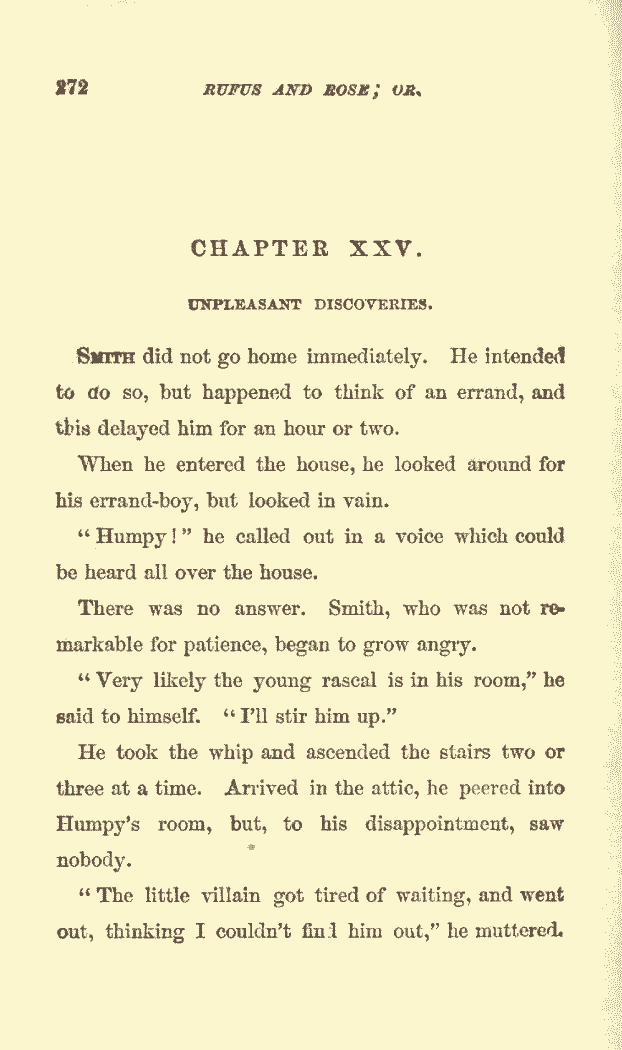 272 RUFUS AND ROSE; OR,
CHAPTER XXV.
UNPLEASANT DISCOVERIES.
SMITH did not go home immediately. He intended
to do so, but happened to think of an errand, and
this delayed him for an hour or two.
When he entered the house, he looked around for
his errand-boy, but looked in vain.
“Humpy!” he called out in a voice which could
be heard all over the house.
There was no answer. Smith, who was not re-
markable for patience, began to grow angry.
“Very likely the young rascal is in his room,” he
said to himself. “I'll stir him up.”
He took the whip and ascended the stairs two or
three at a time. Arrived in the attic, he peered into
Humpy's room, but, to his disappointment, saw
nobody.
“The little villain got tired of waiting, and went
out, thinking I couldn't find him out,” he muttered.